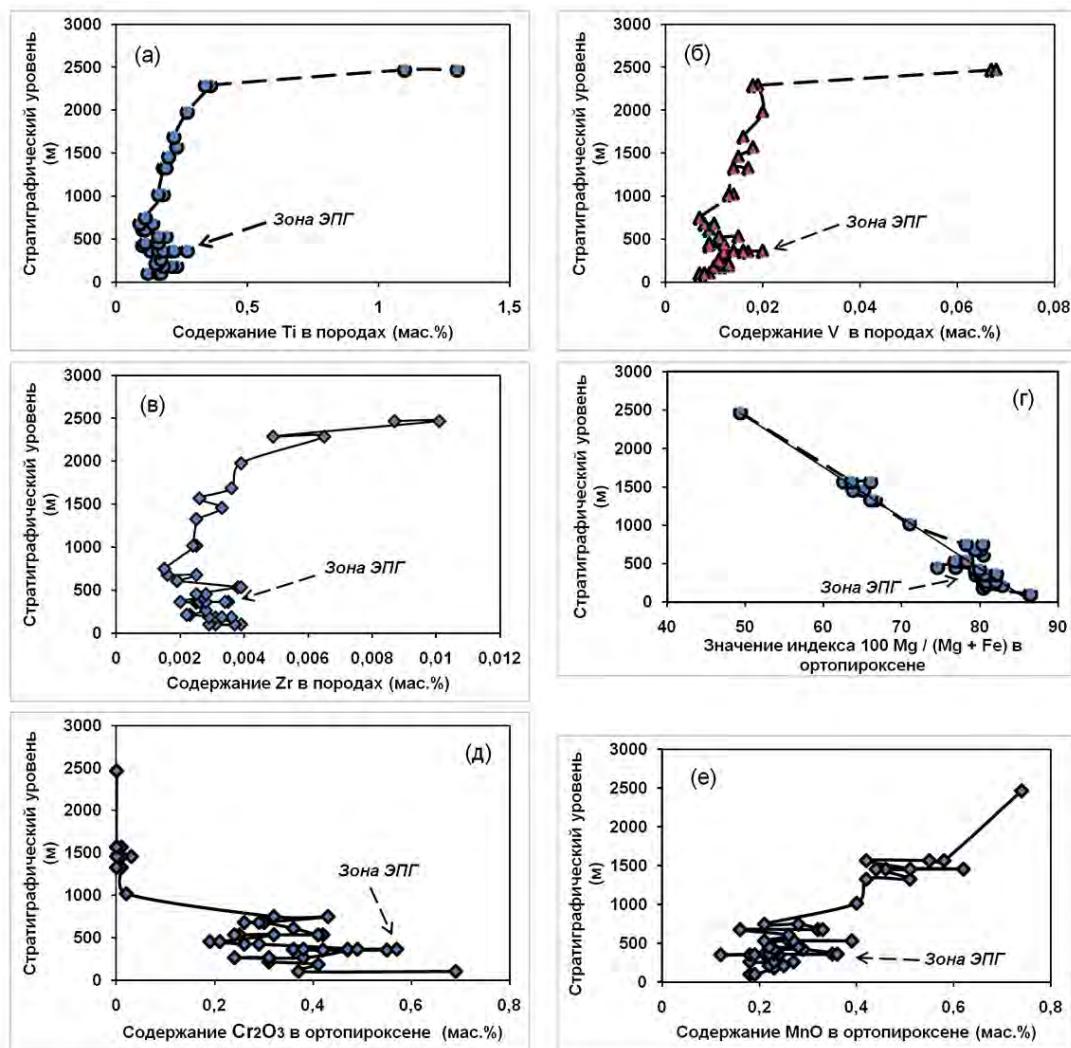 (а)
Стратиграфический уровень
(м)
3000
2500
2000
1500
1000
500
0
Зона ЭПГ
0
0,5
1
1,5
Содержание Ti в породах (мас.%)
(б)
Стратиграфический уровень
(м)
3000
2500
2000
1500
1000
500
0
Зона ЭПГ
0
0,02
0,04
0,06
0,08
Содержание V в породах (мас.%)
(в)
Стратиграфический уровень
(м)
3000
2500
2000
1500
1000
500
0
Зона ЭПГ
0
0,002
0,004
0,006
0,008
0,01
0,012
Содержание Zr в породах (мас.%)
(г)
Стратиграфический уровень
(м)
3000
2500
2000
1500
1000
500
0
Зона ЭПГ
40
50
60
70
80
90
Значение индекса 100 Mg / (Mg + Fe) в
ортопироксене
(д)
Стратиграфический уровень
(м)
3000
2500
2000
1500
1000
500
0
Зона ЭПГ
0
0,2
0,4
0,6
0,8
Содержание Cr2O3 в ортопироксене (мас.%)
(е)
Стратиграфический уровень
(м)
3000
2500
2000
1500
1000
500
0
Зона ЭПГ
0
0,2
0,4
0,6
0,8
Содержание MnO в ортопироксене (мас.%)